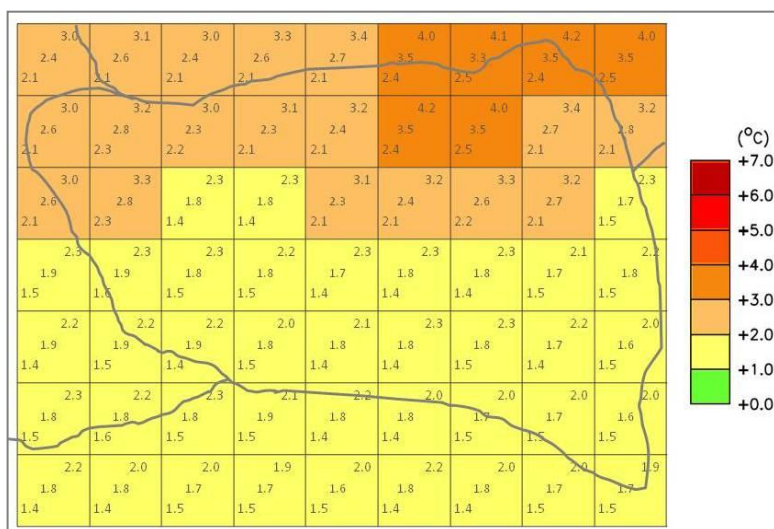 3.0 3.1 3.0 3.3 3.4 4.0 4.1 4.2 4.0
2.4 2.6 2.4 2.6 2.7 3.5 3.3 3.5 3.5
2.1 2.1 2.1 2.1 2.1 2.4 2.5 2.4 2.5
3.0 3.2 3.0 3.1 3.2 4.2 4.0 3.4 3.2
2.6 2.8 2.3 2.3 2.4 3.5 3.5 2.7 2.8
2.1 2.3 2.2 2.1 2.1 2.4 2.5 2.1 2.1
(°C)
+7.0
3.0 3.3 2.3 2.3 3.1 3.2 3.3 3.2 2.3
2.6 2.8 1.8 1.8 2.3 2.4 2.6 2.7 1.7
2.1 2.3 1.4 1.4 2.1 2.1 2.2 2.1 1.5
+6.0
+5.0
2.3 2.3 2.3 2.2 2.3 2.3 2.3 2.1 2.2
1.9 1.9 1.8 1.8 1.7 1.8 1.8 1.7 1.8
1.5 1.6 1.5 1.5 1.4 1.4 1.5 1.4 1.5
+4.0
+3.0
2.2 2.2 2.2 2.0 2.1 2.3 2.3 2.2 2.0
1.9 1.9 1.9 1.8 1.8 1.8 1.8 1.7 1.6
1.4 1.5 1.4 1.5 1.4 1.4 1.5 1.4 1.5
+2.0
+1.0
2.3 2.2 2.3 2.1 2.2 2.0 2.0 2.0 2.0
1.8 1.8 1.8 1.9 1.8 1.8 1.7 1.7 1.6
1.5 1.6 1.5 1.5 1.4 1.4 1.5 1.5 1.5
+0.0
2.2 2.0 2.0 1.9 2.0 2.2 2.0 2.0 1.9
1.8 1.8 1.7 1.7 1.6 1.8 1.8 1.7 1.7
1.4 1.4 1.5 1.5 1.5 1.4 1.4 1.5 1.5